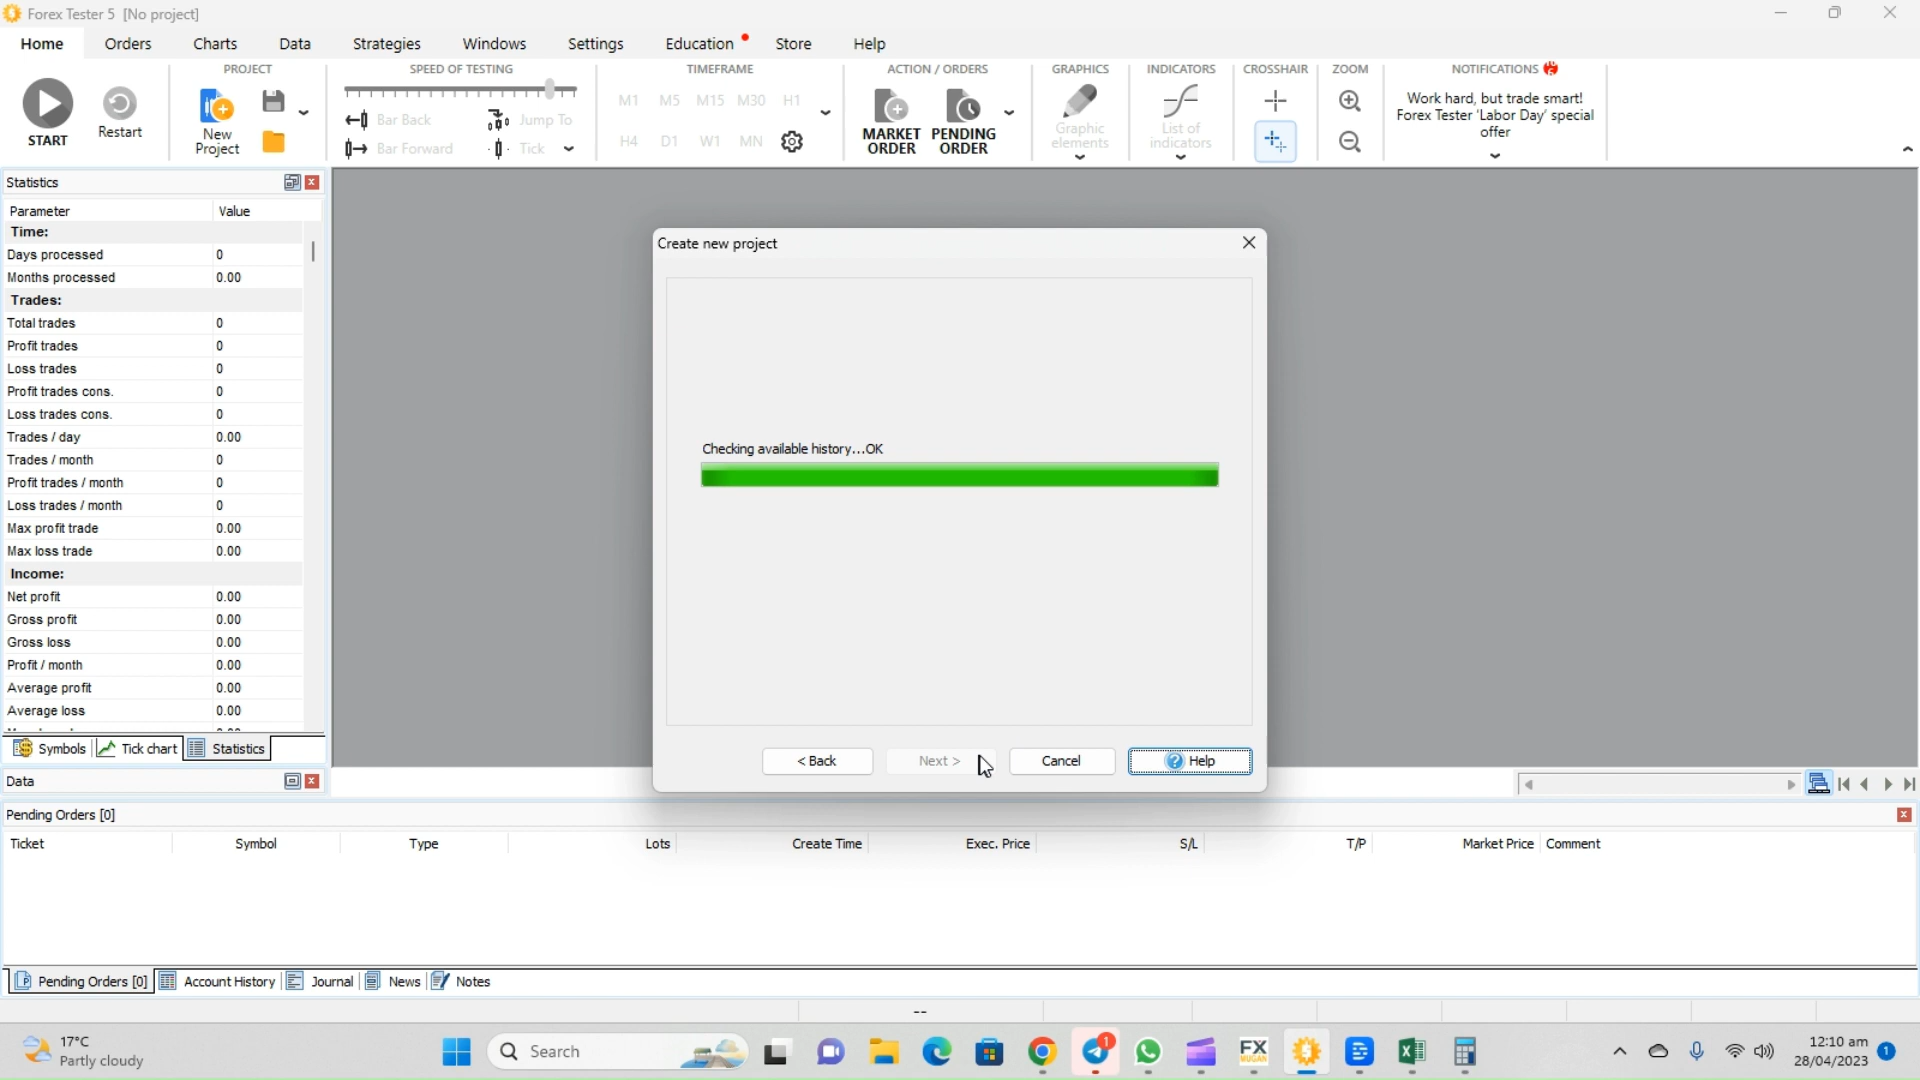 Forex Tester 5 [No project]
Home Orders Charts Data Strategies Windows Settings Education Store Help
PROJECT SPEED OF TESTING TIMEFRAME ACTION / ORDERS GRAPHICS INDICATORS CROSSHAIR ZOOM NOTIFICATIONS
START
Restart
New
Project
Bar Back Jump To
Bar Forward Tick
M1 M5 M15 M30 H1
H4 D1 W1 MN
MARKET
ORDER
PENDING
ORDER
Graphic
elements
List of
indicators
Work hard, but trade smart!
Forex Tester 'Labor Day' special
offer
Statistics
Parameter Value
Time:
Days processed 0
Months processed 0.00
Trades:
Total trades 0
Profit trades 0
Loss trades 0
Profit trades cons. 0
Loss trades cons. 0
Trades / day 0.00
Trades / month 0
Profit trades / month 0
Loss trades / month 0
Max profit trade 0.00
Max loss trade 0.00
Income:
Net profit 0.00
Gross profit 0.00
Gross loss 0.00
Profit / month 0.00
Average profit 0.00
Average loss 0.00
Symbols Tick chart Statistics
Data
Create new project
Checking available history...OK
< Back Next > Cancel Help
Pending Orders [0]
Ticket Symbol Type Lots Create Time Exec. Price S/L T/P Market Price Comment
Pending Orders [0] Account History Journal News Notes
--
17°C
Partly cloudy
Search
1
FX
MUGAN
12:10 am
28/04/2023
1